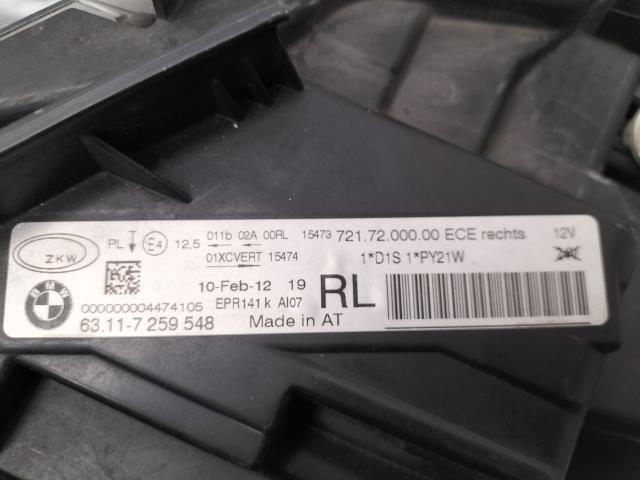 ZKW
PL E4 12.5 011b 02A 00RL 15473 721.72.000.00 ECE rechts 12V
01XCVERT 15474 1*D1S 1*PY21W 24V
10-Feb-12 19 RL
BMW
000000004474105 EPR141 k AI07
63.11-7 259 548 Made in AT